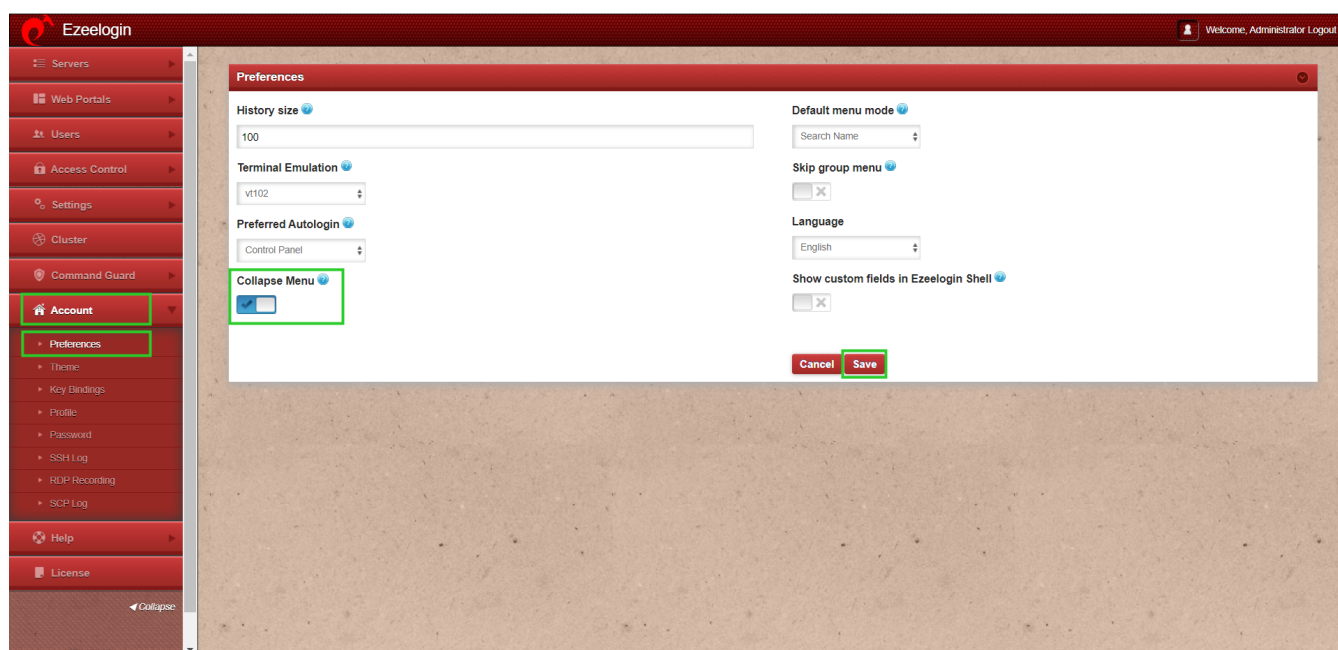 Ezeelogin
Welcome, Administrator Logout
Servers
Web Portals
Users
Access Control
Settings
Cluster
Command Guard
Account
Preferences
Theme
Key Bindings
Profile
Password
SSH Log
RDP Recording
SCP Log
Help
License
Collapse
Preferences
History size
100
Terminal Emulation
vt102
Preferred Autologin
Control Panel
Collapse Menu
Default menu mode
Search Name
Skip group menu
Language
English
Show custom fields in Ezeelogin Shell
Cancel Save